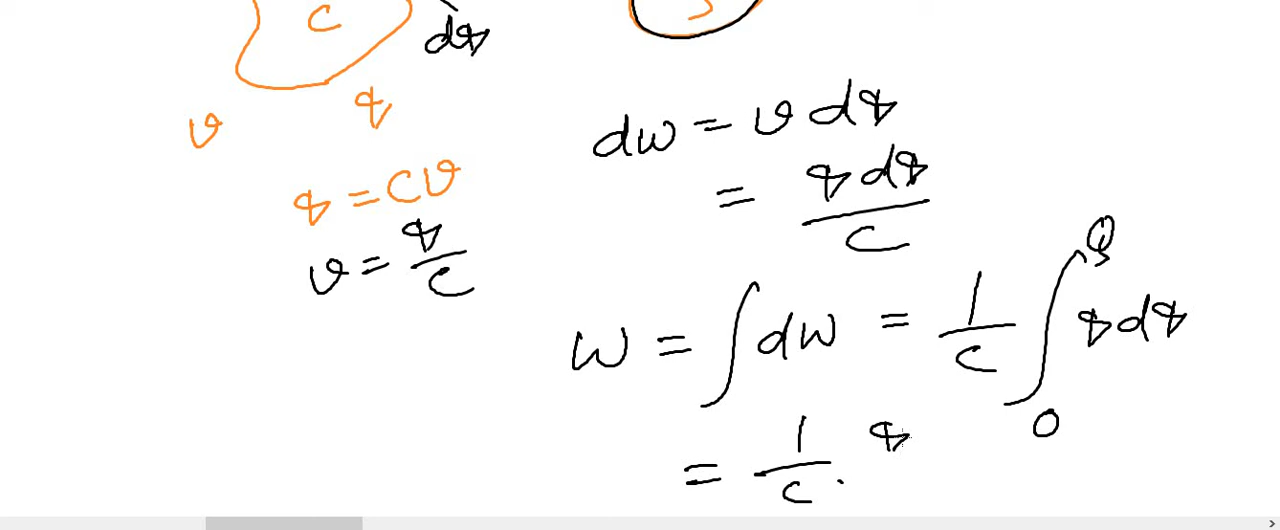 C
dq
v
q
q = Cv
v = q/C
dw = v dq
= q dq / C
W = ∫ dw = 1/C ∫₀^Q q dq
= 1/C · q